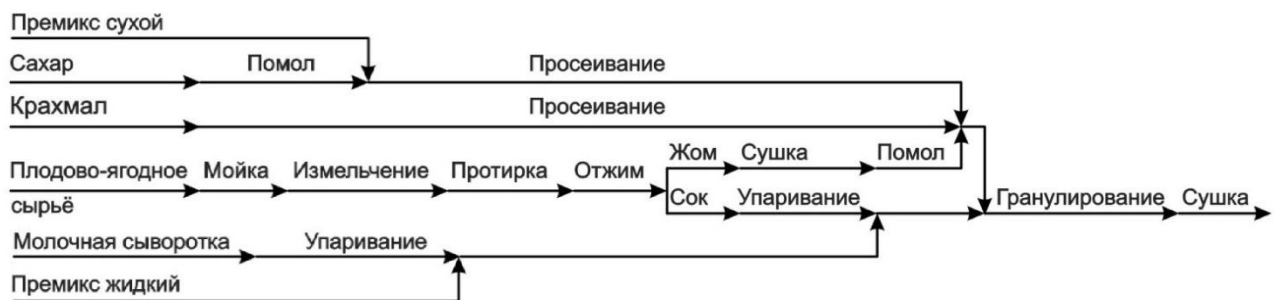 Премикс сухой
Сахар Помол Просеивание
Крахмал Просеивание
Жом Сушка Помол
Плодово-ягодное Мойка Измельчение Протирка Отжим
сырьё Сок Упаривание Гранулирование Сушка
Молочная сыворотка Упаривание
Премикс жидкий